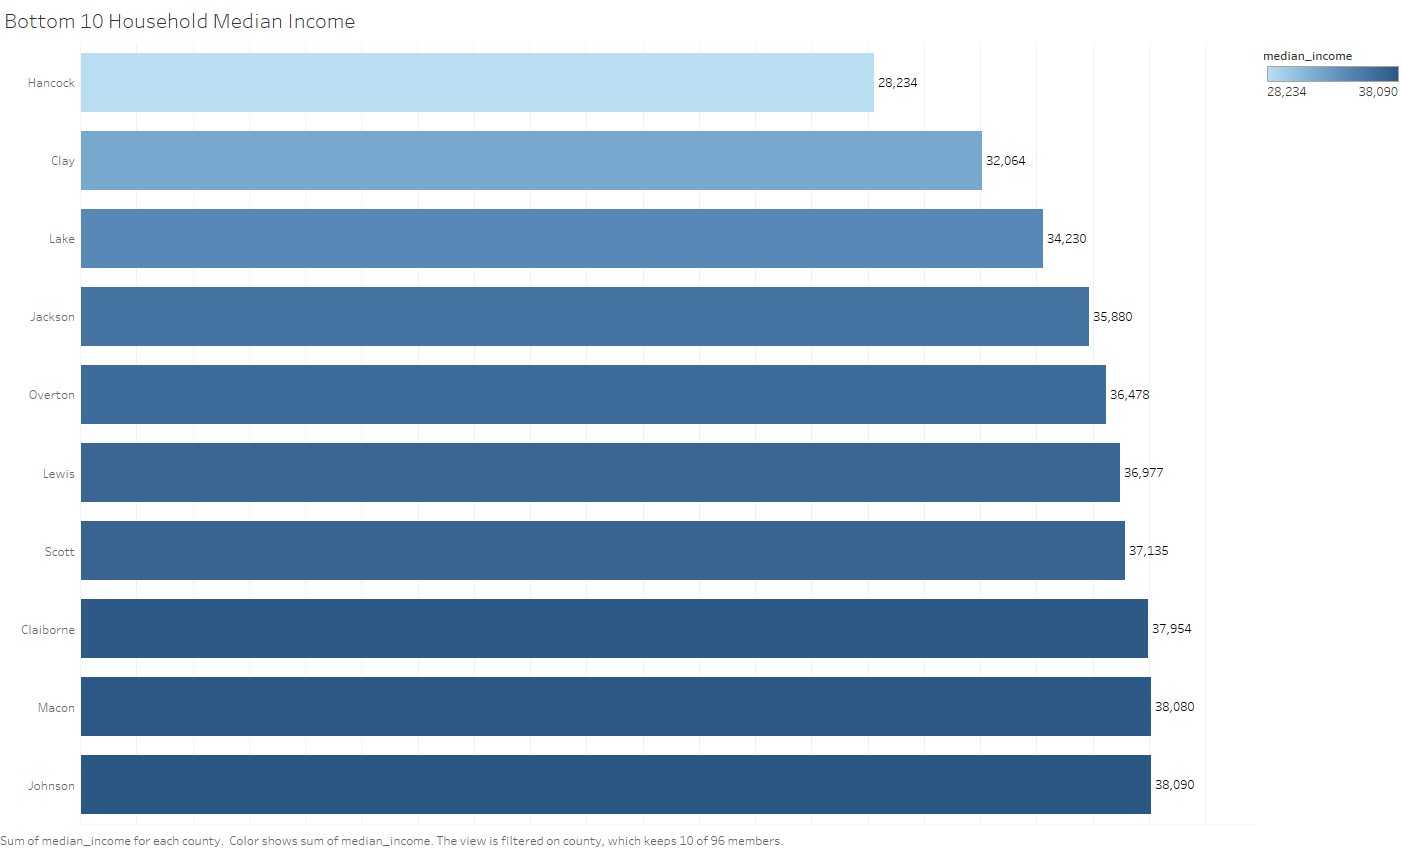 Bottom 10 Household Median Income
median_income
28,234 38,090
Hancock 28,234
Clay 32,064
Lake 34,230
Jackson 35,880
Overton 36,478
Lewis 36,977
Scott 37,135
Claiborne 37,954
Macon 38,080
Johnson 38,090
Sum of median_income for each county.  Color shows sum of median_income. The view is filtered on county, which keeps 10 of 96 members.